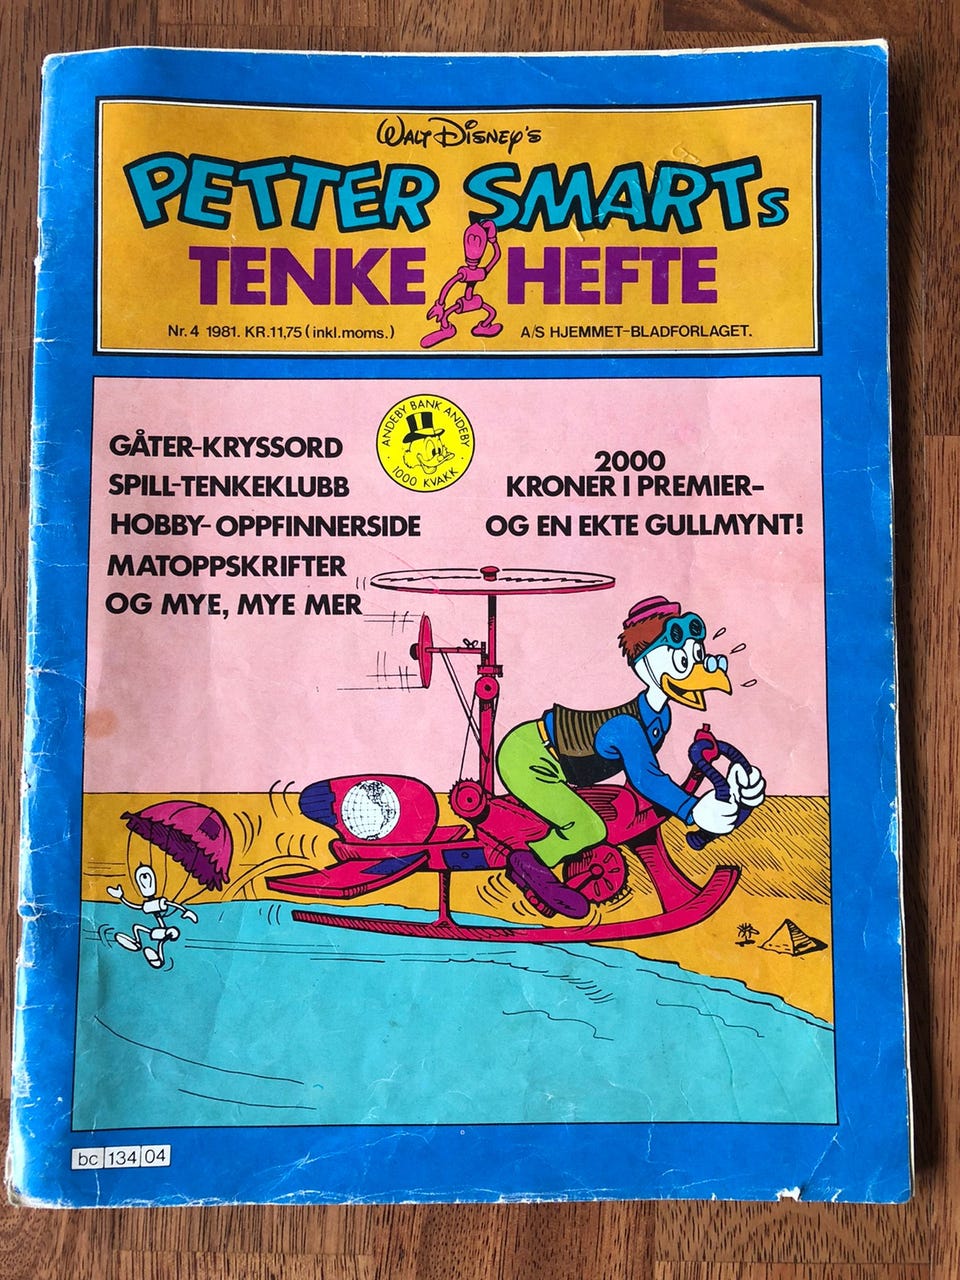 WALT DISNEY'S
PETTER SMARTs
TENKE HEFTE
Nr. 4 1981. KR. 11,75 (inkl.moms.)
A/S HJEMMET-BLADFORLAGET.
GÅTER-KRYSSORD
SPILL-TENKEKLUBB
HOBBY-OPPFINNERSIDE
MATOPPSKRIFTER
OG MYE, MYE MER
ANDEBY BANK ANDEBY
1000 KVAKK
2000
KRONER I PREMIER-
OG EN EKTE GULLMYNT!
bc 134 04